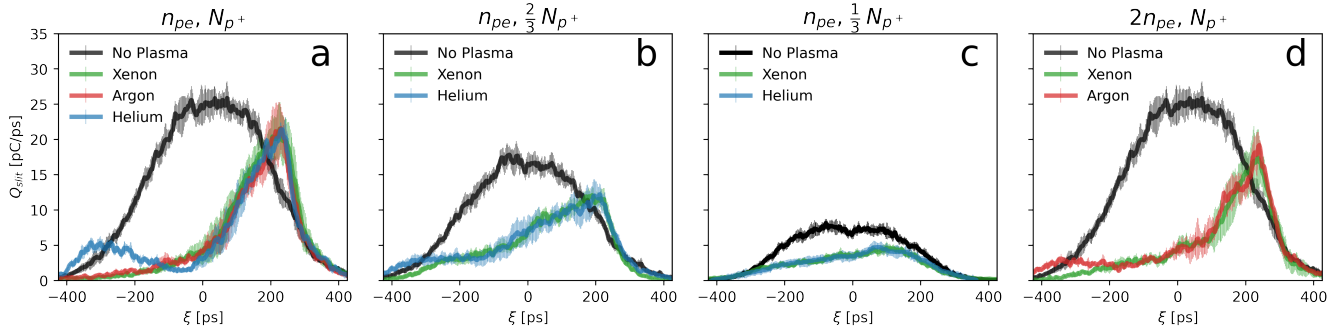 n_pe, N_p+
n_pe, 2/3 N_p+
n_pe, 1/3 N_p+
2n_pe, N_p+
Q_slit [pC/ps]
35
30
25
20
15
10
5
0
No Plasma
Xenon
Argon
Helium
a
−400 −200 0 200 400
ξ [ps]
No Plasma
Xenon
Helium
b
−400 −200 0 200 400
ξ [ps]
No Plasma
Xenon
Helium
c
−400 −200 0 200 400
ξ [ps]
No Plasma
Xenon
Argon
d
−400 −200 0 200 400
ξ [ps]